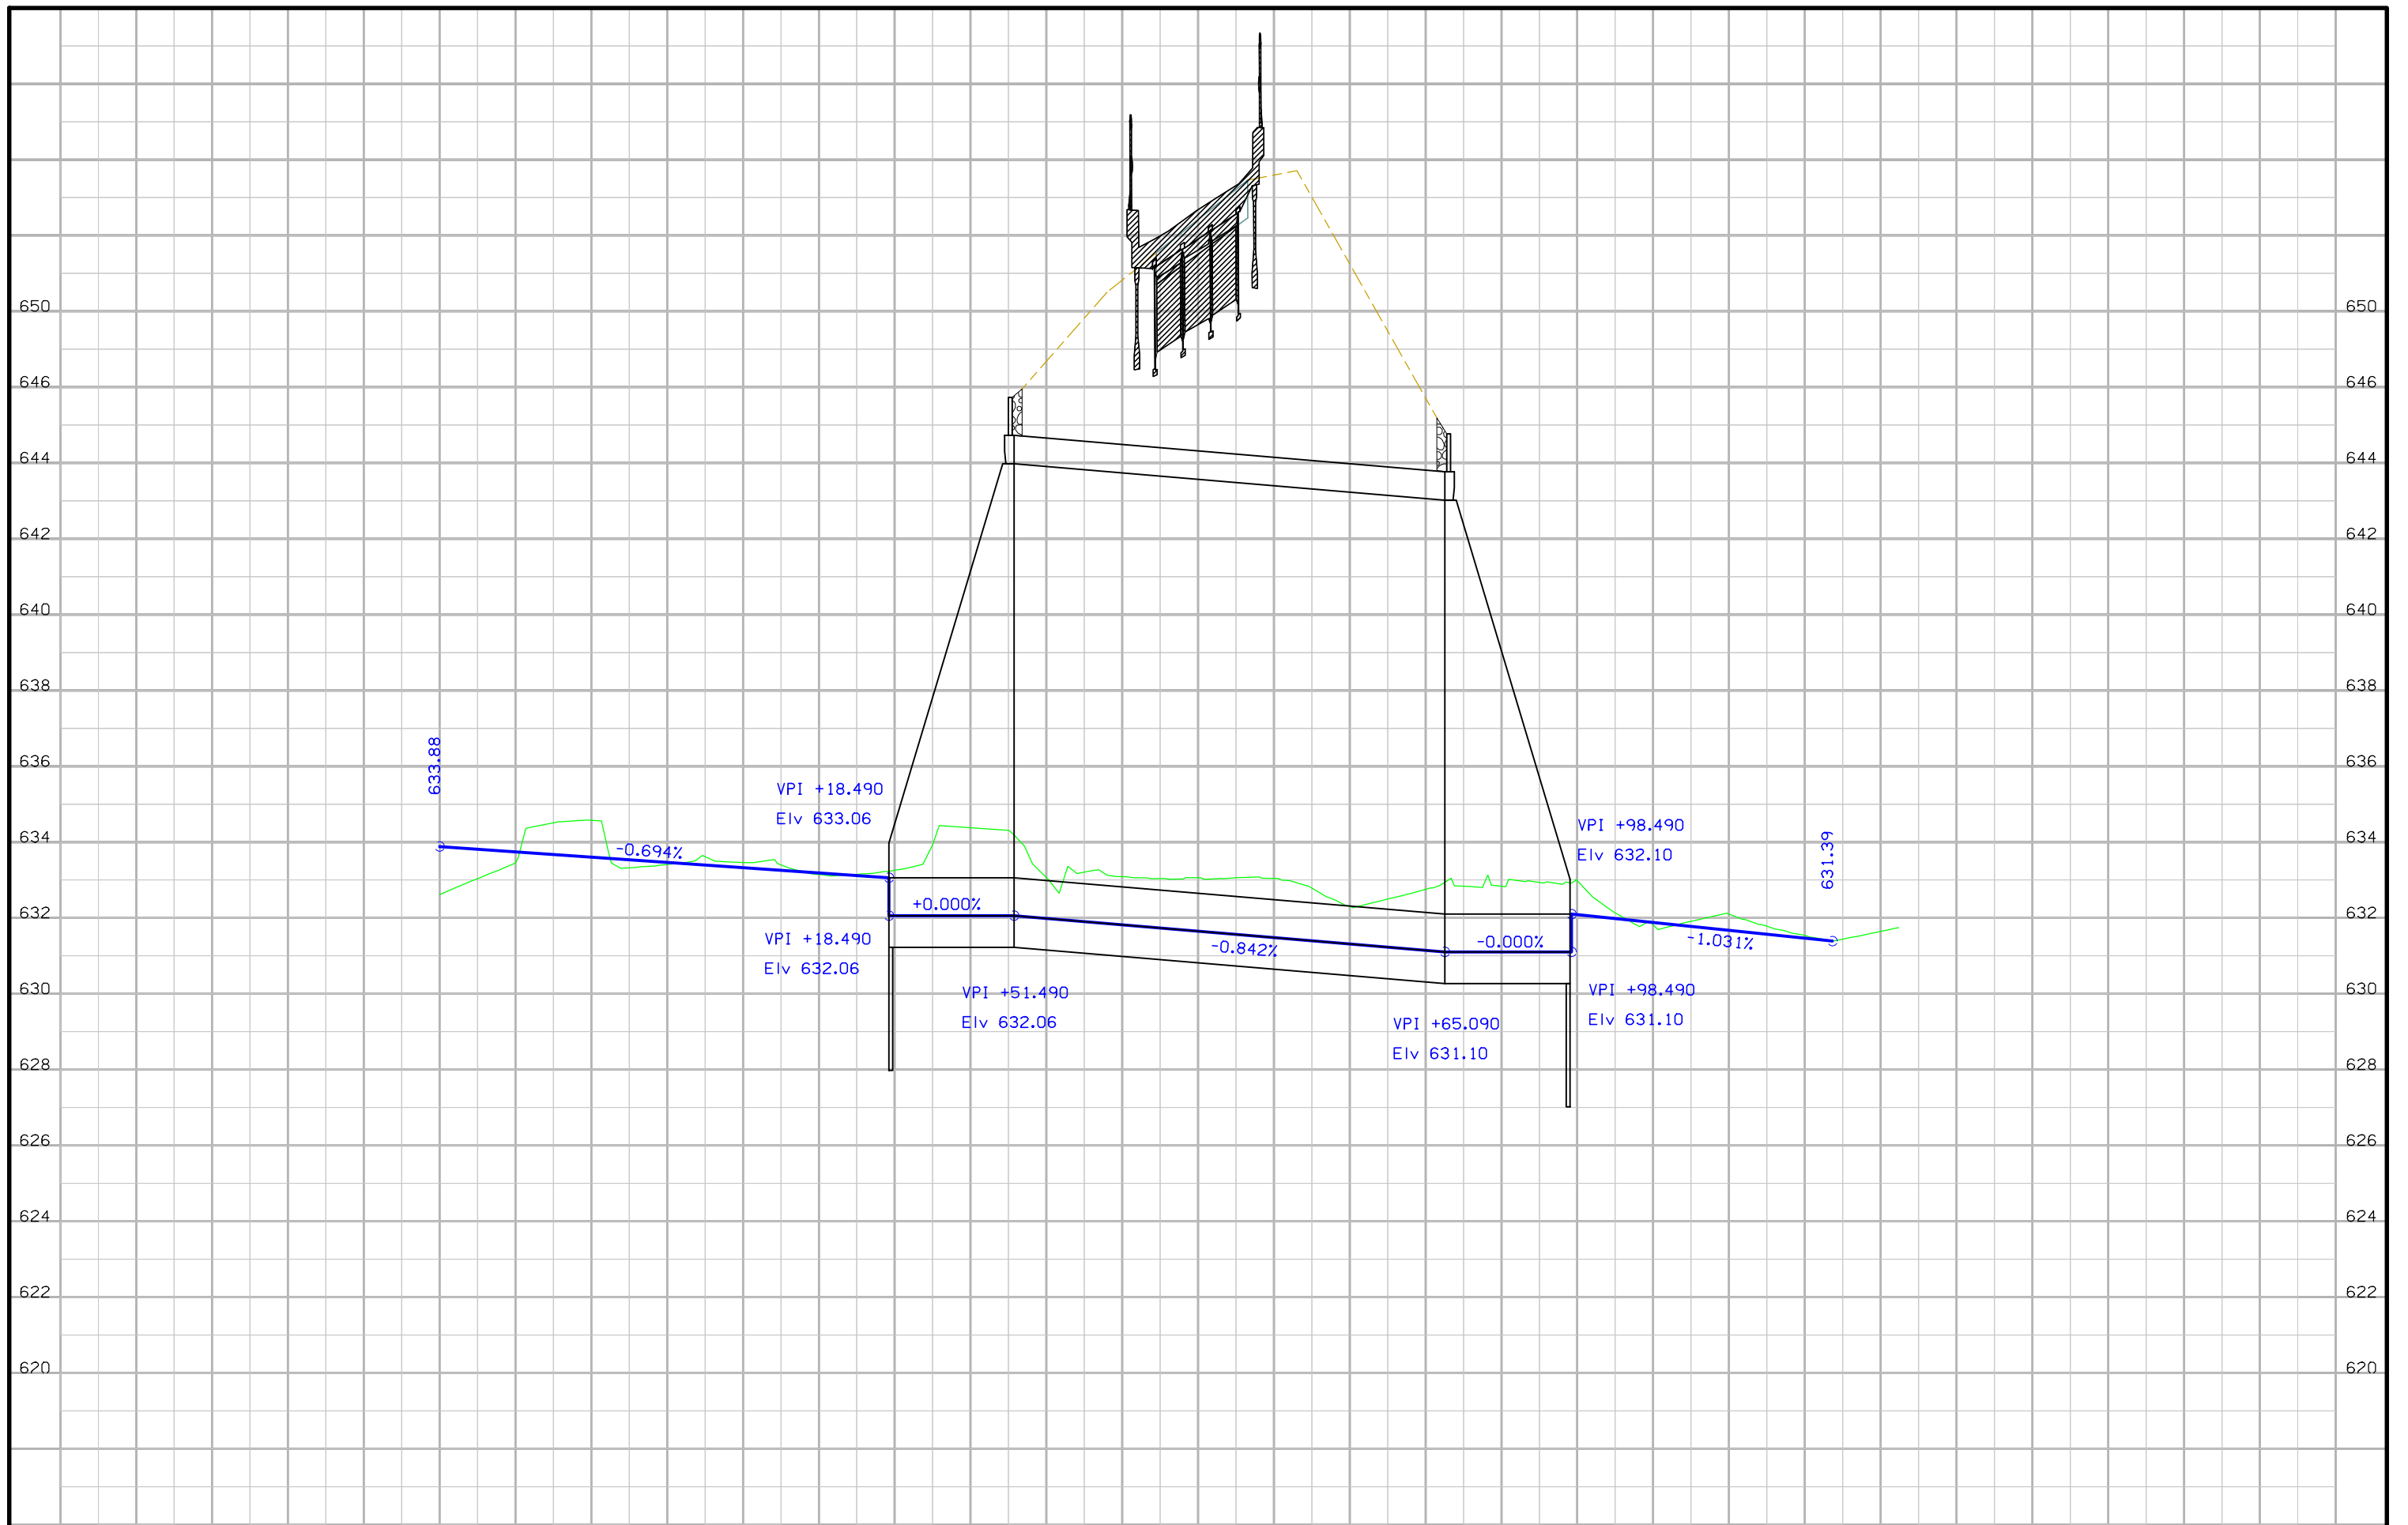 650 650
646 646
644 644
642 642
640 640
638 638
633.88
636 636
VPI +18.490
Elv 633.06
VPI +98.490
Elv 632.10
631.39
634 634
-0.694%
632 632
+0.000%
-0.842%
-0.000%
-1.031%
VPI +18.490
Elv 632.06
VPI +51.490
Elv 632.06
VPI +65.090
Elv 631.10
VPI +98.490
Elv 631.10
630 630
628 628
626 626
624 624
622 622
620 620